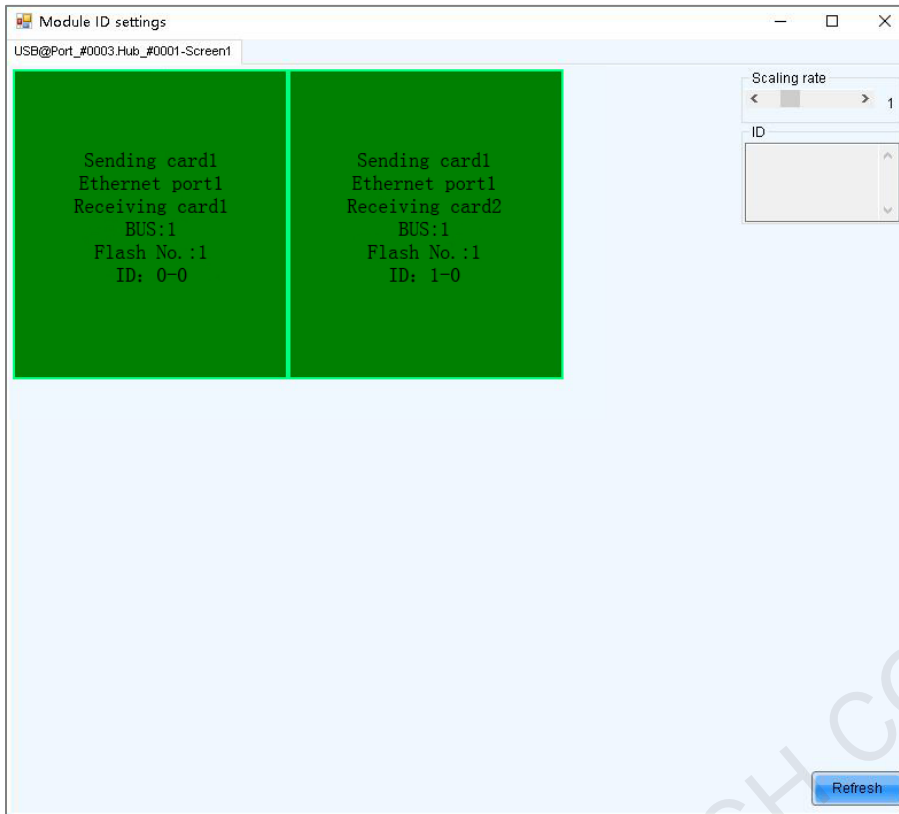 Module ID settings
USB@Port_#0003.Hub_#0001-Screen1
Sending card1
Ethernet port1
Receiving card1
BUS:1
Flash No.:1
ID: 0-0
Sending card1
Ethernet port1
Receiving card2
BUS:1
Flash No.:1
ID: 1-0
Scaling rate
1
ID
Refresh